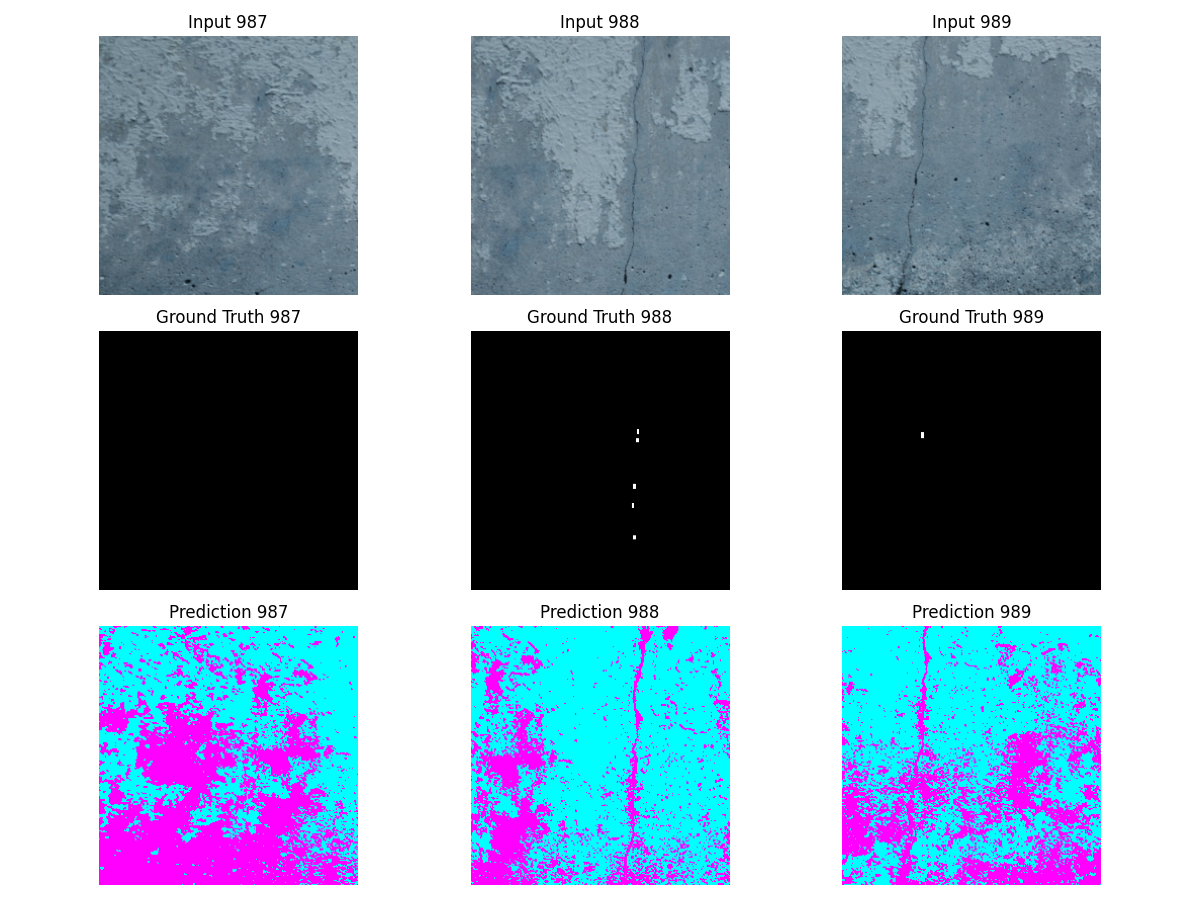 Input 987
Input 988
Input 989
Ground Truth 987
Ground Truth 988
Ground Truth 989
Prediction 987
Prediction 988
Prediction 989